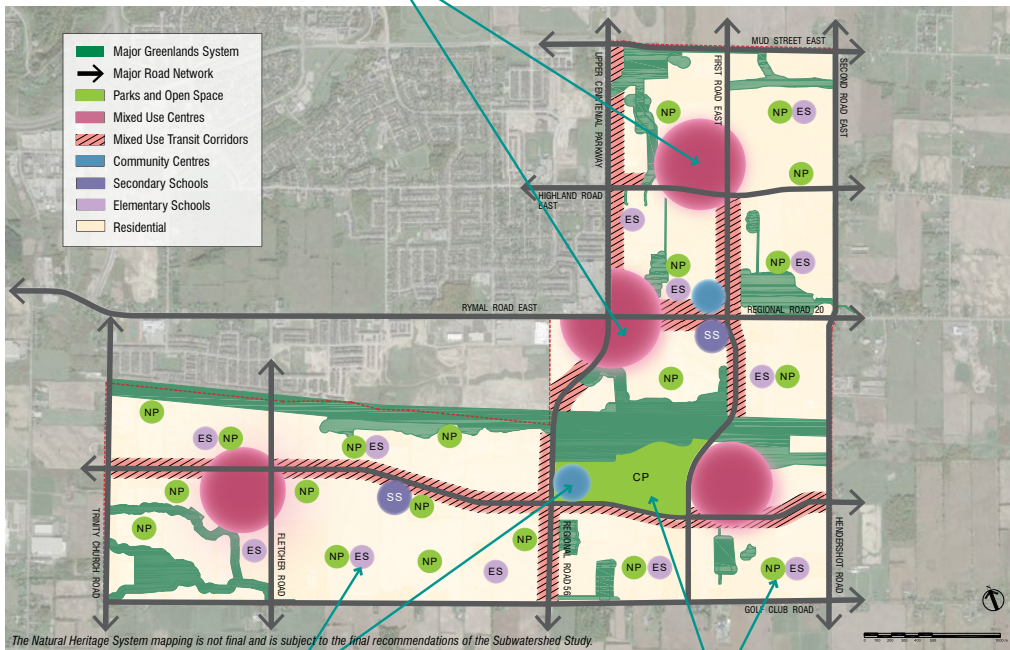 Major Greenlands System
Major Road Network
Parks and Open Space
Mixed Use Centres
Mixed Use Transit Corridors
Community Centres
Secondary Schools
Elementary Schools
Residential
MUD STREET EAST
UPPER CENTENIAL PARKWAY
FIRST ROAD EAST
SECOND ROAD EAST
NP
NP ES
NP
HIGHLAND ROAD
EAST
ES
NP
NP ES
ES
RYMAL ROAD EAST
REGIONAL ROAD 20
SS
NP
ES NP
NP
ES NP
NP ES
NP
CP
NP
NP
SS
NP
TRINITY CHURCH ROAD
FLETCHER ROAD
REGIONAL ROAD 56
HENDERSHOT ROAD
NP
NP
ES
NP ES
NP
ES
NP ES
NP ES
GOLF CLUB ROAD
The Natural Heritage System mapping is not final and is subject to the final recommendations of the Subwatershed Study.